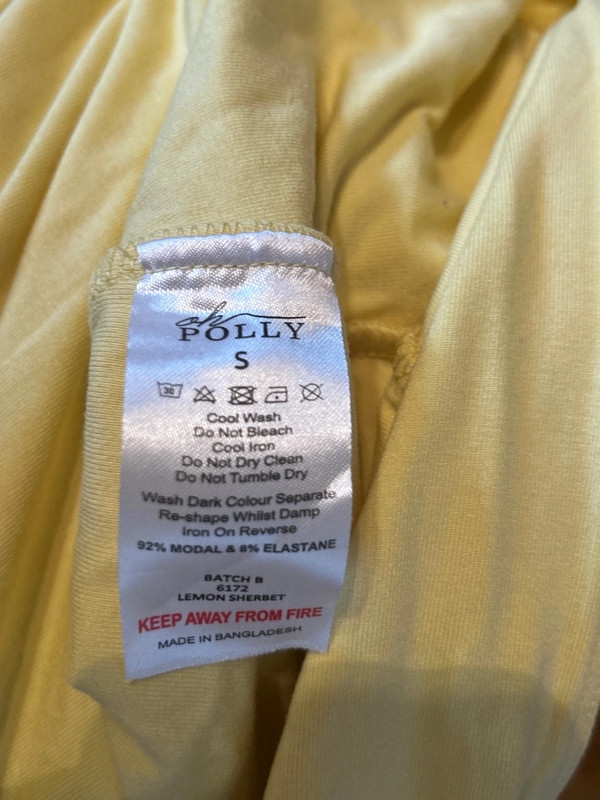 oh
POLLY
S
30
Cool Wash
Do Not Bleach
Cool Iron
Do Not Dry Clean
Do Not Tumble Dry
Wash Dark Colour Separate
Re-shape Whilst Damp
Iron On Reverse
92% MODAL & 8% ELASTANE
BATCH B
6172
LEMON SHERBET
KEEP AWAY FROM FIRE
MADE IN BANGLADESH